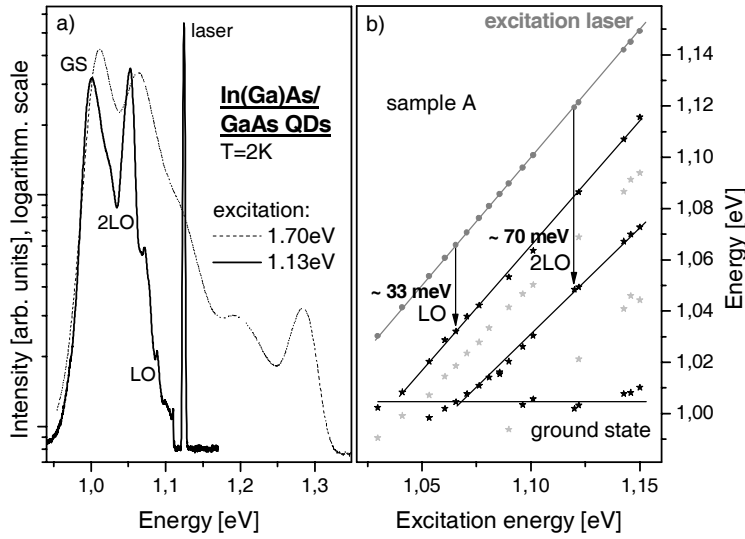 a)
GS
laser
In(Ga)As/
GaAs QDs
T=2K
2LO
excitation:
1.70eV
1.13eV
LO
Intensity [arb. units], logarithm. scale
1,0
1,1
1,2
1,3
Energy [eV]
b)
excitation laser
sample A
~ 70 meV
2LO
~ 33 meV
LO
ground state
1,14
1,12
1,10
1,08
1,06
1,04
1,02
1,00
Energy [eV]
1,05
1,10
1,15
Excitation energy [eV]